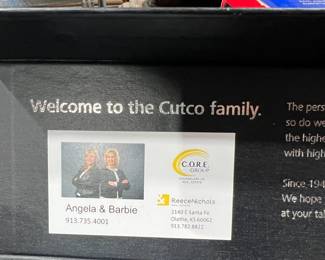 Welcome to the Cutco family.
The pers
so do we
the highe
with high
Since 194
We hope
at your tal
C.O.R.E.
GROUP
Angela & Barbie
913.735.4001
ReeceNichols
2140 E Santa Fe
Olathe, KS 66062
913.782.8822